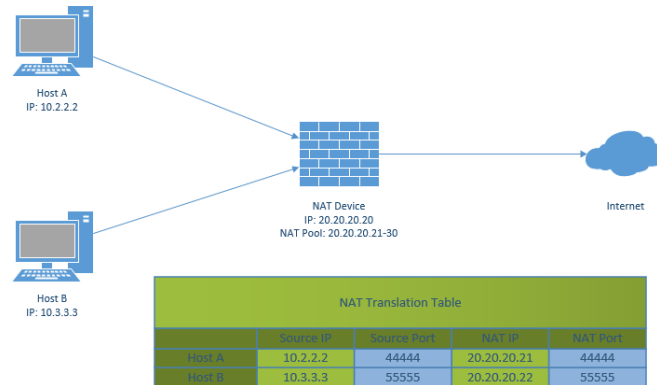 Host A
IP: 10.2.2.2
NAT Device
IP: 20.20.20.20
NAT Pool: 20.20.20.21-30
Internet
Host B
IP: 10.3.3.3
NAT Translation Table
Source IP Source Port NAT IP NAT Port
Host A 10.2.2.2 44444 20.20.20.21 44444
Host B 10.3.3.3 55555 20.20.20.22 55555